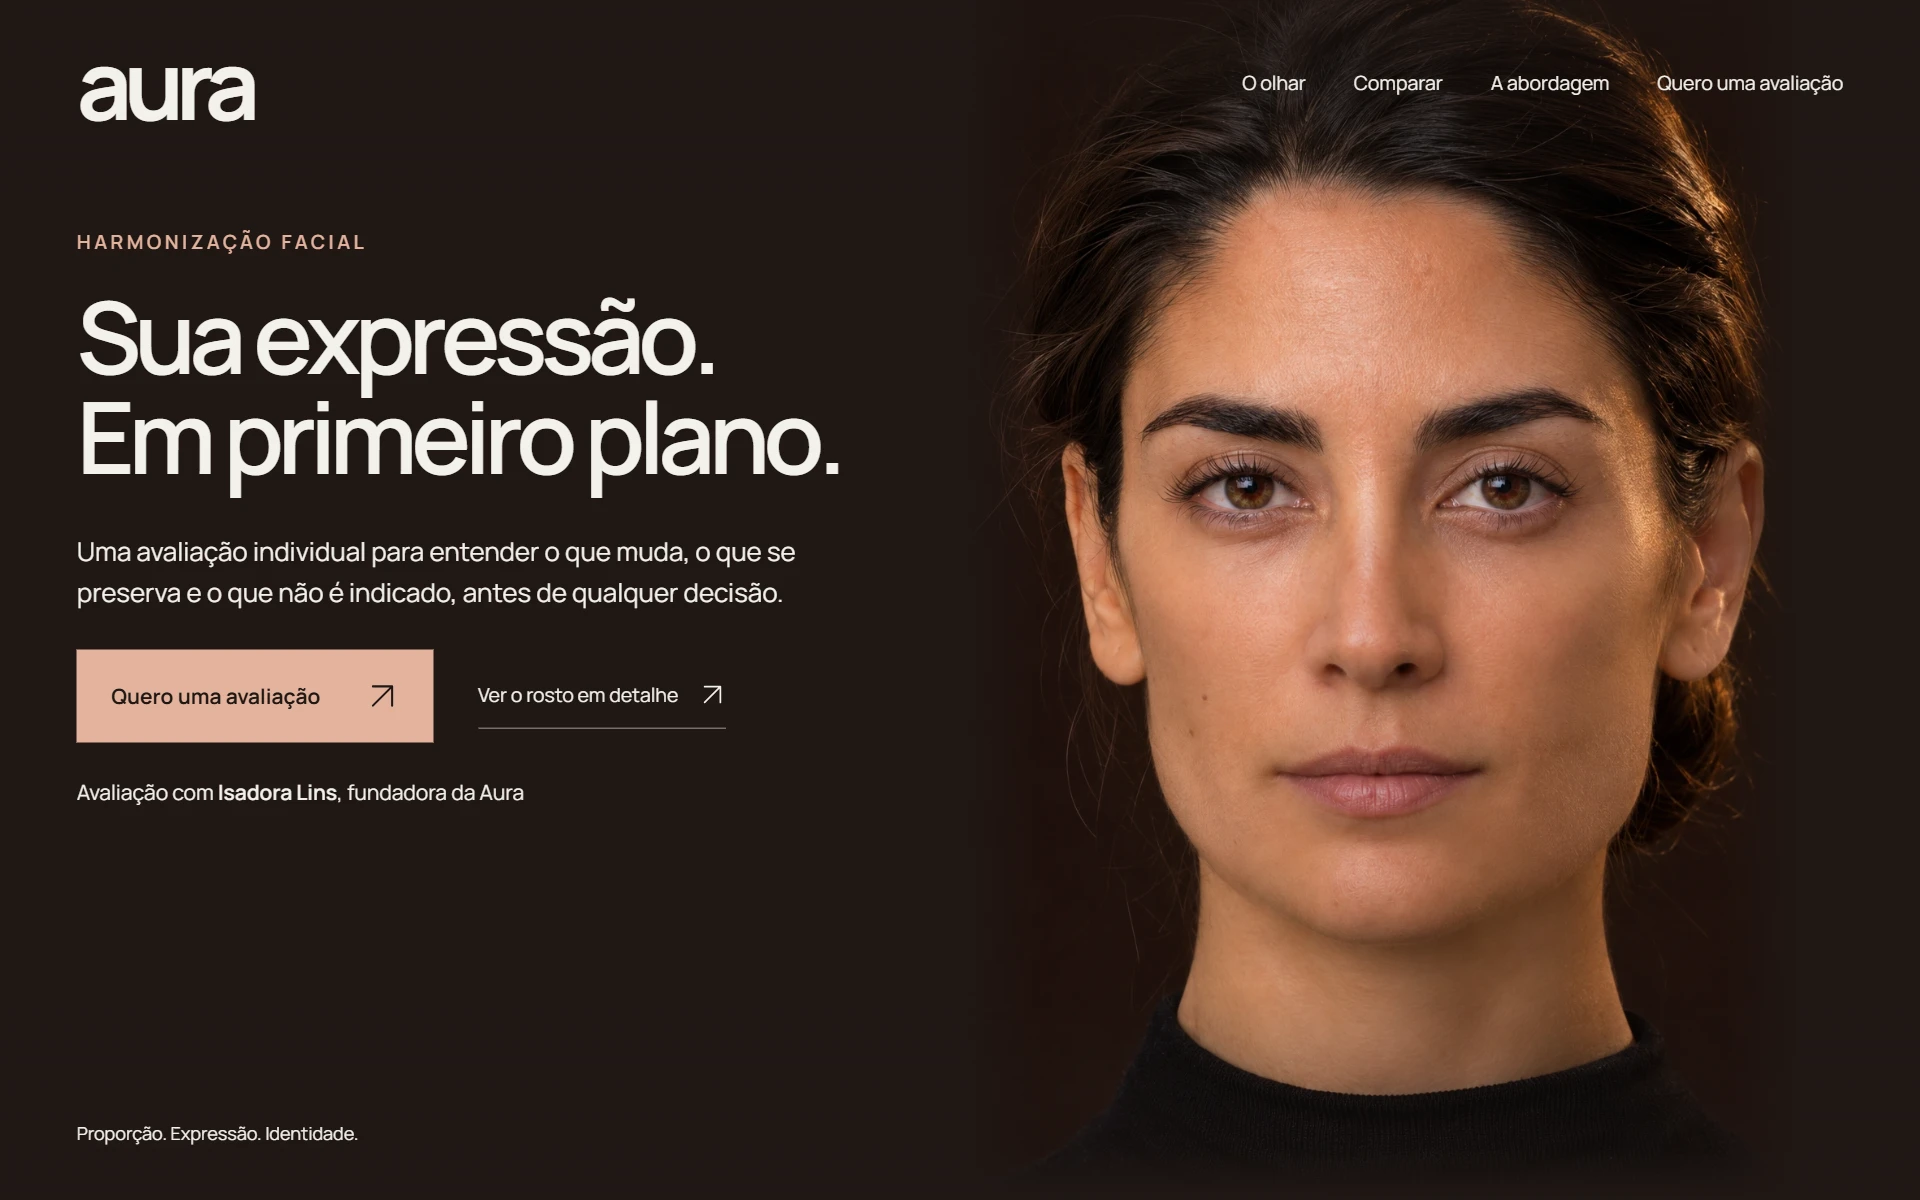 aura
O olhar
Comparar
A abordagem
Quero uma avaliação
HARMONIZAÇÃO FACIAL
Sua expressão.
Em primeiro plano.
Uma avaliação individual para entender o que muda, o que se
preserva e o que não é indicado, antes de qualquer decisão.
Quero uma avaliação
Ver o rosto em detalhe
Avaliação com Isadora Lins, fundadora da Aura
Proporção. Expressão. Identidade.